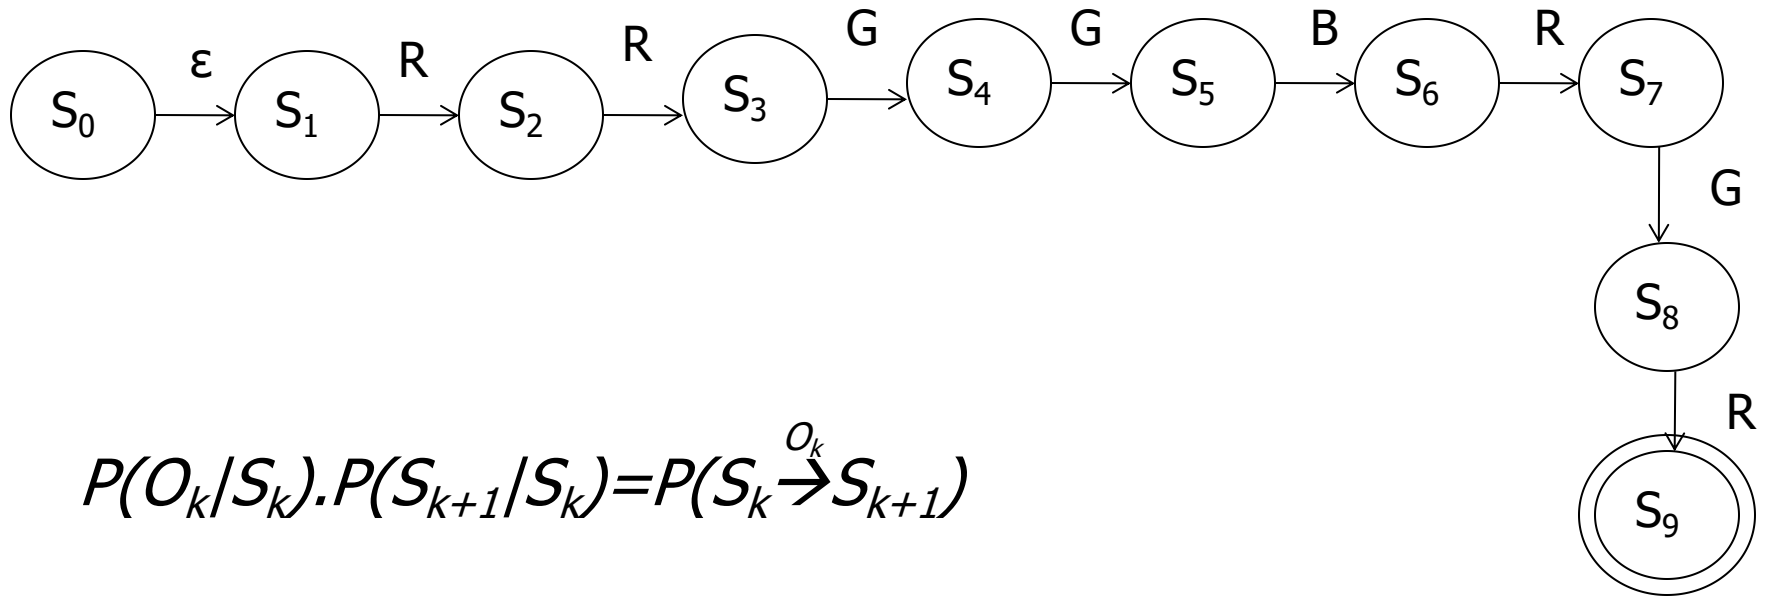 ε R R G G B R
S₀ S₁ S₂ S₃ S₄ S₅ S₆ S₇
G
S₈
R
S₉
Oₖ
P(Oₖ|Sₖ).P(Sₖ₊₁|Sₖ)=P(Sₖ→Sₖ₊₁)